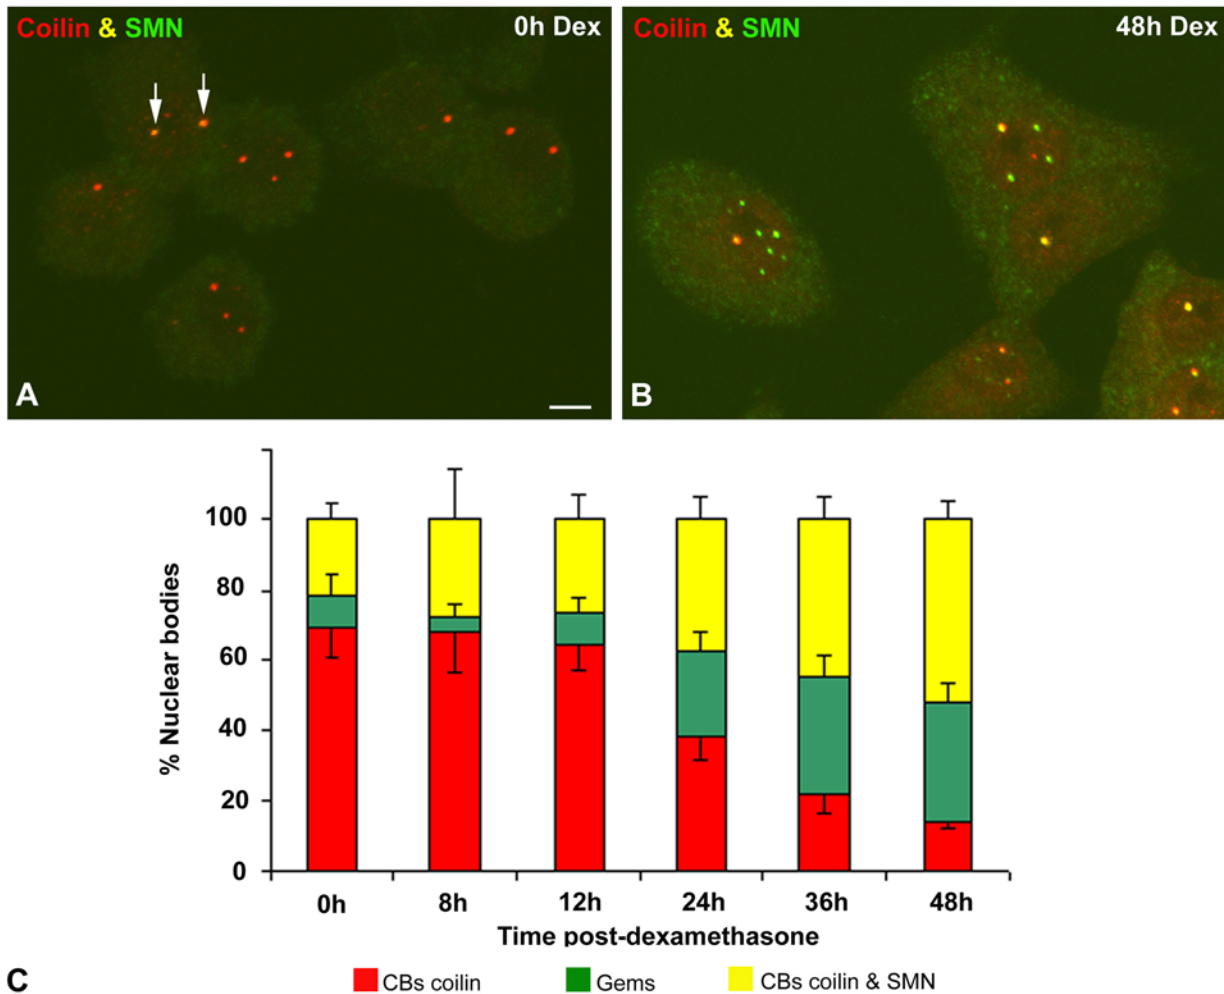 Coilin & SMN 0h Dex
A
Coilin & SMN 48h Dex
B
% Nuclear bodies
100
80
60
40
20
0
0h 8h 12h 24h 36h 48h
Time post-dexamethasone
C
CBs coilin Gems CBs coilin & SMN